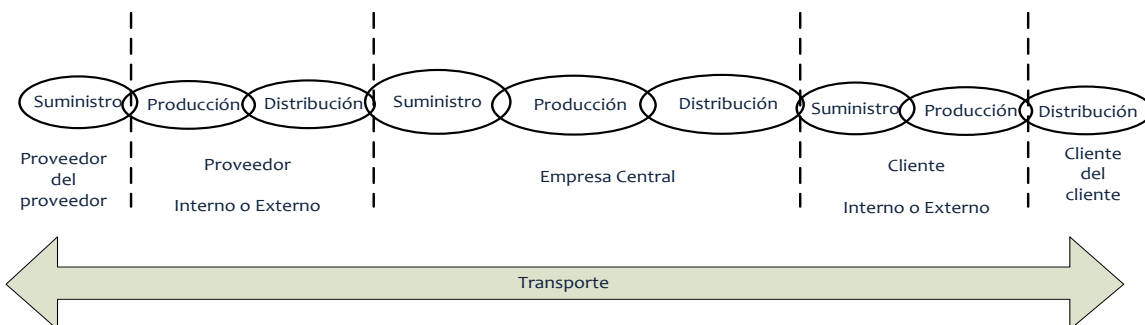 Suministro
Producción
Distribución
Suministro
Producción
Distribución
Suministro
Producción
Distribución
Proveedor
del
proveedor
Proveedor
Interno o Externo
Empresa Central
Cliente
Interno o Externo
Cliente
del
cliente
Transporte